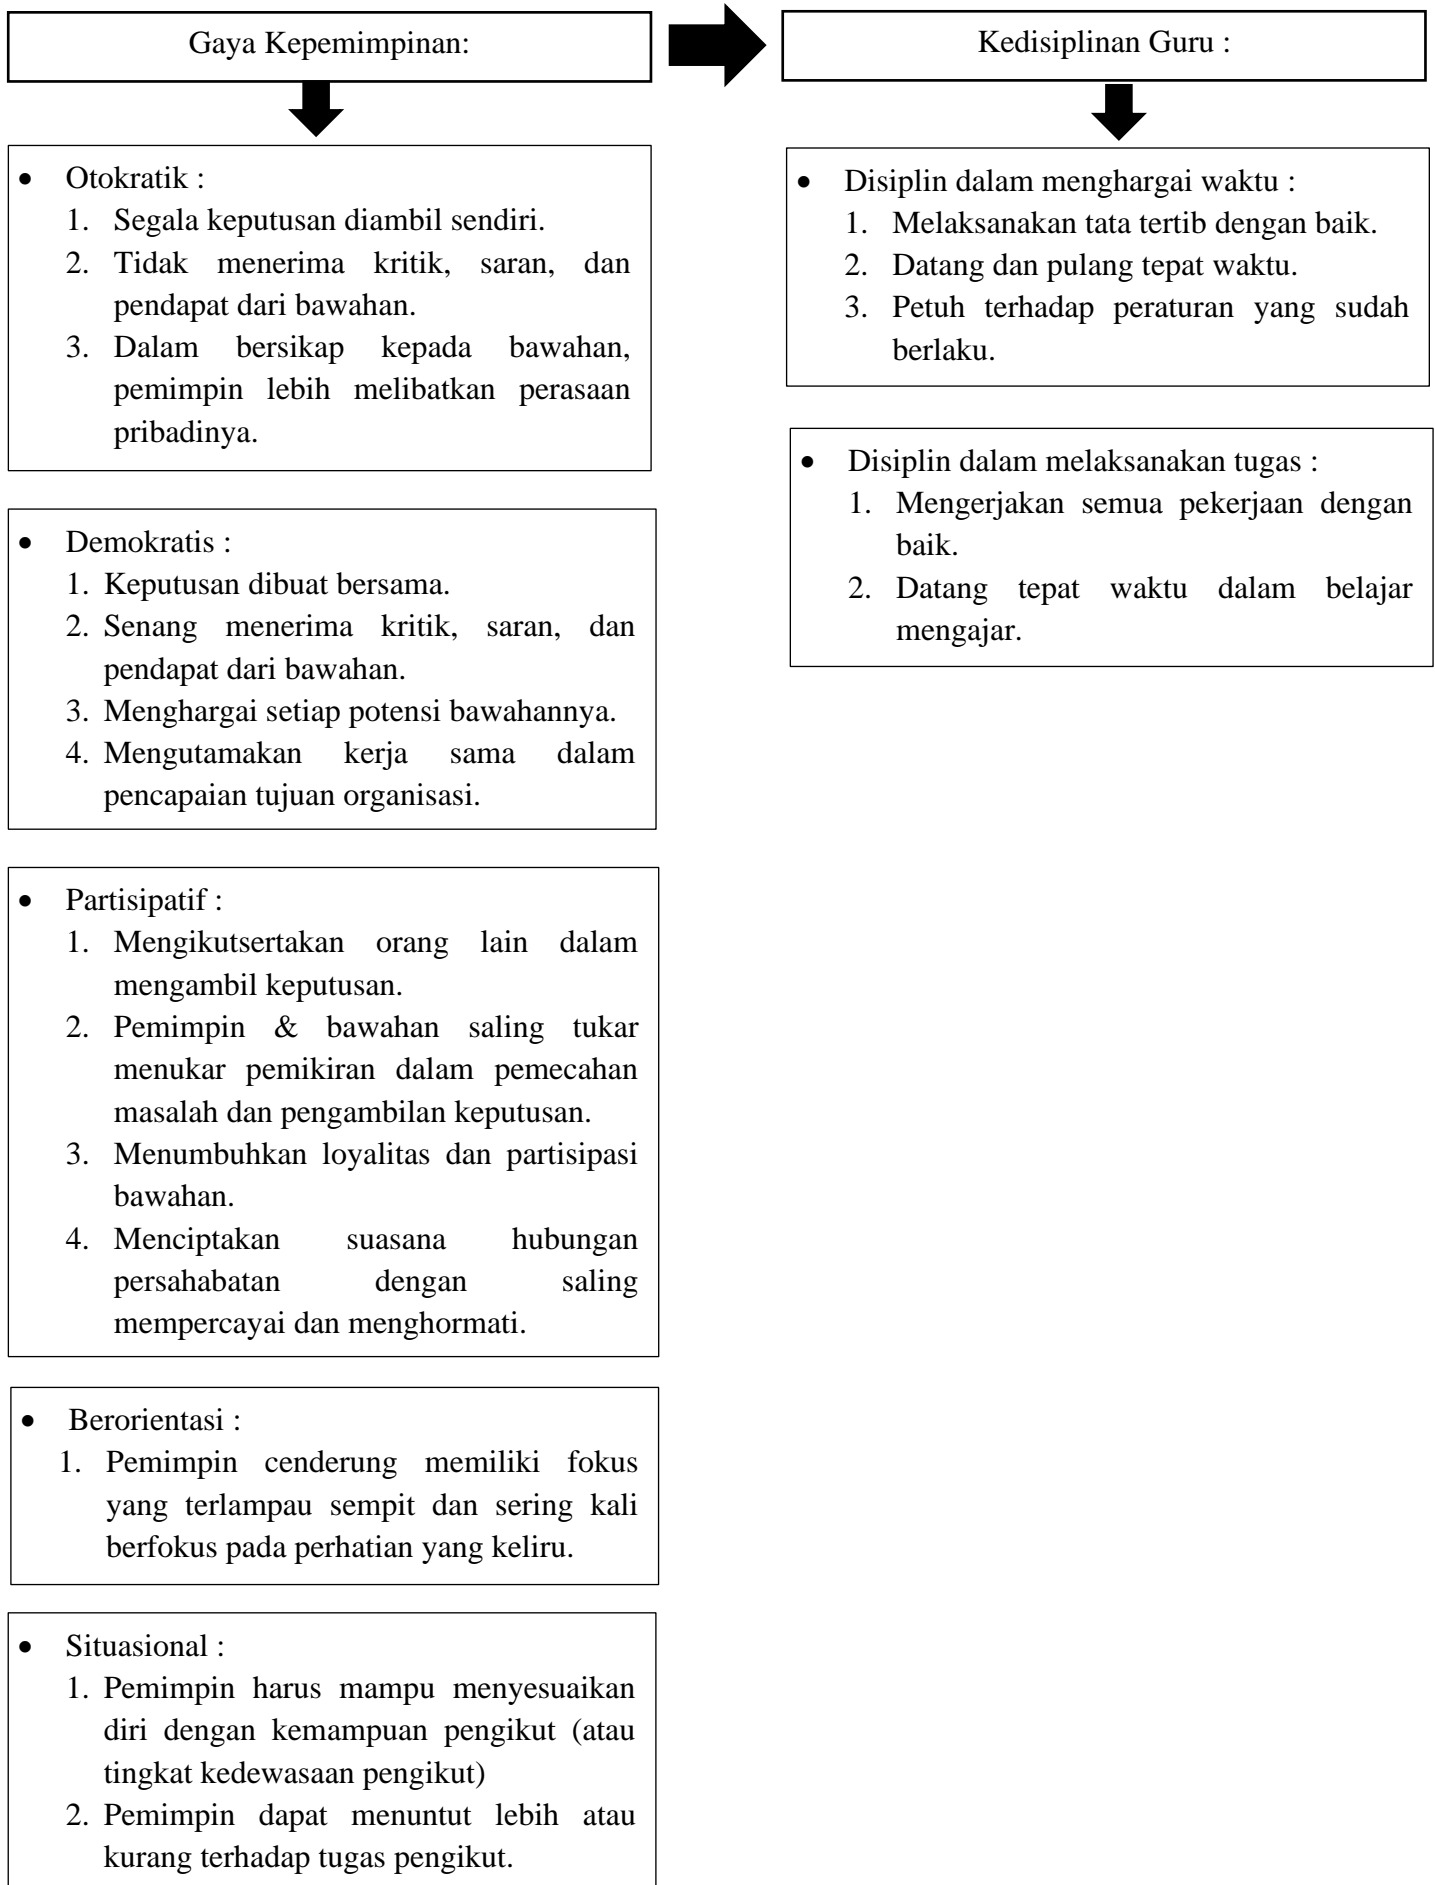 Gaya Kepemimpinan:
Kedisiplinan Guru :
• Otokratik :
1. Segala keputusan diambil sendiri.
2. Tidak menerima kritik, saran, dan
pendapat dari bawahan.
3. Dalam bersikap kepada bawahan,
pemimpin lebih melibatkan perasaan
pribadinya.
• Demokratis :
1. Keputusan dibuat bersama.
2. Senang menerima kritik, saran, dan
pendapat dari bawahan.
3. Menghargai setiap potensi bawahannya.
4. Mengutamakan kerja sama dalam
pencapaian tujuan organisasi.
• Partisipatif :
1. Mengikutsertakan orang lain dalam
mengambil keputusan.
2. Pemimpin & bawahan saling tukar
menukar pemikiran dalam pemecahan
masalah dan pengambilan keputusan.
3. Menumbuhkan loyalitas dan partisipasi
bawahan.
4. Menciptakan suasana hubungan
persahabatan dengan saling
mempercayai dan menghormati.
• Berorientasi :
1. Pemimpin cenderung memiliki fokus
yang terlampau sempit dan sering kali
berfokus pada perhatian yang keliru.
• Situasional :
1. Pemimpin harus mampu menyesuaikan
diri dengan kemampuan pengikut (atau
tingkat kedewasaan pengikut)
2. Pemimpin dapat menuntut lebih atau
kurang terhadap tugas pengikut.
• Disiplin dalam menghargai waktu :
1. Melaksanakan tata tertib dengan baik.
2. Datang dan pulang tepat waktu.
3. Petuh terhadap peraturan yang sudah
berlaku.
• Disiplin dalam melaksanakan tugas :
1. Mengerjakan semua pekerjaan dengan
baik.
2. Datang tepat waktu dalam belajar
mengajar.